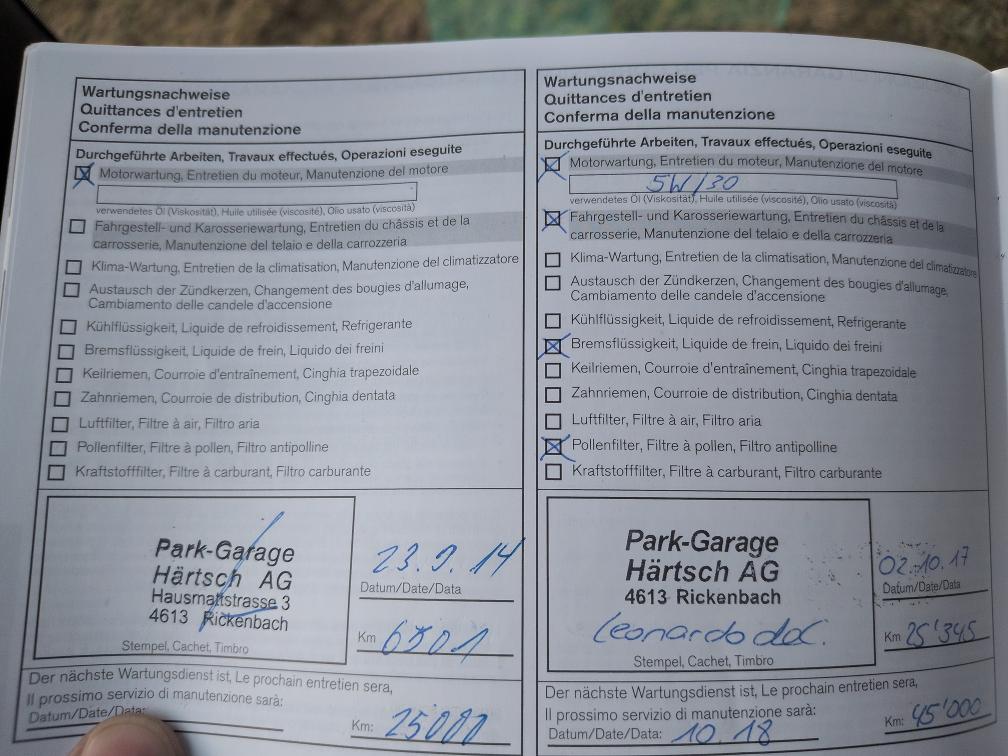 Wartungsnachweise
Quittances d'entretien
Conferma della manutenzione
Durchgeführte Arbeiten, Travaux effectués, Operazioni eseguite
Motorwartung, Entretien du moteur, Manutenzione del motore
verwendetes Öl (Viskosität), Huile utilisée (viscosité), Olio usato (viscosità)
Fahrgestell- und Karosseriewartung, Entretien du châssis et de la
carrosserie, Manutenzione del telaio e della carrozzeria
Klima-Wartung, Entretien de la climatisation, Manutenzione del climatizzatore
Austausch der Zündkerzen, Changement des bougies d'allumage,
Cambiamento delle candele d'accensione
Kühlflüssigkeit, Liquide de refroidissement, Refrigerante
Bremsflüssigkeit, Liquide de frein, Liquido dei freini
Keilriemen, Courroie d'entraînement, Cinghia trapezoidale
Zahnriemen, Courroie de distribution, Cinghia dentata
Luftfilter, Filtre à air, Filtro aria
Pollenfilter, Filtre à pollen, Filtro antipolline
Kraftstofffilter, Filtre à carburant, Filtro carburante
Park-Garage
Härtsch AG
Hausmattstrasse 3
4613 Rickenbach
Stempel, Cachet, Timbro
23.9.14
Datum/Date/Data
Km 6501
Der nächste Wartungsdienst ist, Le prochain entretien sera,
Il prossimo servizio di manutenzione sarà:
Datum/Date/Data:
Km: 25000
Wartungsnachweise
Quittances d'entretien
Conferma della manutenzione
Durchgeführte Arbeiten, Travaux effectués, Operazioni eseguite
Motorwartung, Entretien du moteur, Manutenzione del motore
5W/30
verwendetes Öl (Viskosität), Huile utilisée (viscosité), Olio usato (viscosità)
Fahrgestell- und Karosseriewartung, Entretien du châssis et de la
carrosserie, Manutenzione del telaio e della carrozzeria
Klima-Wartung, Entretien de la climatisation, Manutenzione del climatizzatore
Austausch der Zündkerzen, Changement des bougies d'allumage,
Cambiamento delle candele d'accensione
Kühlflüssigkeit, Liquide de refroidissement, Refrigerante
Bremsflüssigkeit, Liquide de frein, Liquido dei freini
Keilriemen, Courroie d'entraînement, Cinghia trapezoidale
Zahnriemen, Courroie de distribution, Cinghia dentata
Luftfilter, Filtre à air, Filtro aria
Pollenfilter, Filtre à pollen, Filtro antipolline
Kraftstofffilter, Filtre à carburant, Filtro carburante
Park-Garage
Härtsch AG
4613 Rickenbach
Leonardo
Stempel, Cachet, Timbro
02.10.17
Datum/Date/Data
Km 25'345
Der nächste Wartungsdienst ist, Le prochain entretien sera,
Il prossimo servizio di manutenzione sarà:
Datum/Date/Data: 10.18
Km: 45'000